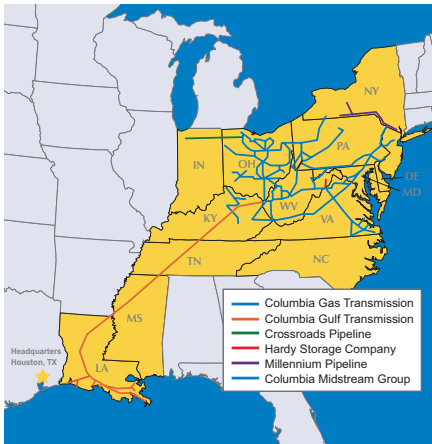 NY
PA
IN
OH
DE
MD
WV
KY
VA
TN
NC
MS
LA
Headquarters
Houston, TX
Columbia Gas Transmission
Columbia Gulf Transmission
Crossroads Pipeline
Hardy Storage Company
Millennium Pipeline
Columbia Midstream Group